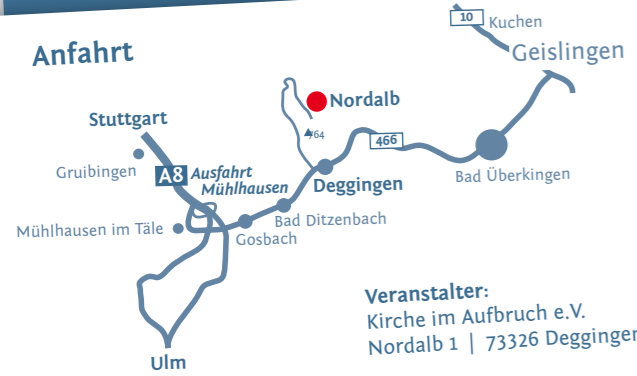 Anfahrt
10
Kuchen
Geislingen
Nordalb
764
Stuttgart
466
Gruibingen
A8 Ausfahrt
Mühlhausen
Deggingen
Bad Überkingen
Mühlhausen im Täle
Bad Ditzenbach
Gosbach
Ulm
Veranstalter:
Kirche im Aufbruch e.V.
Nordalb 1 | 73326 Deggingen